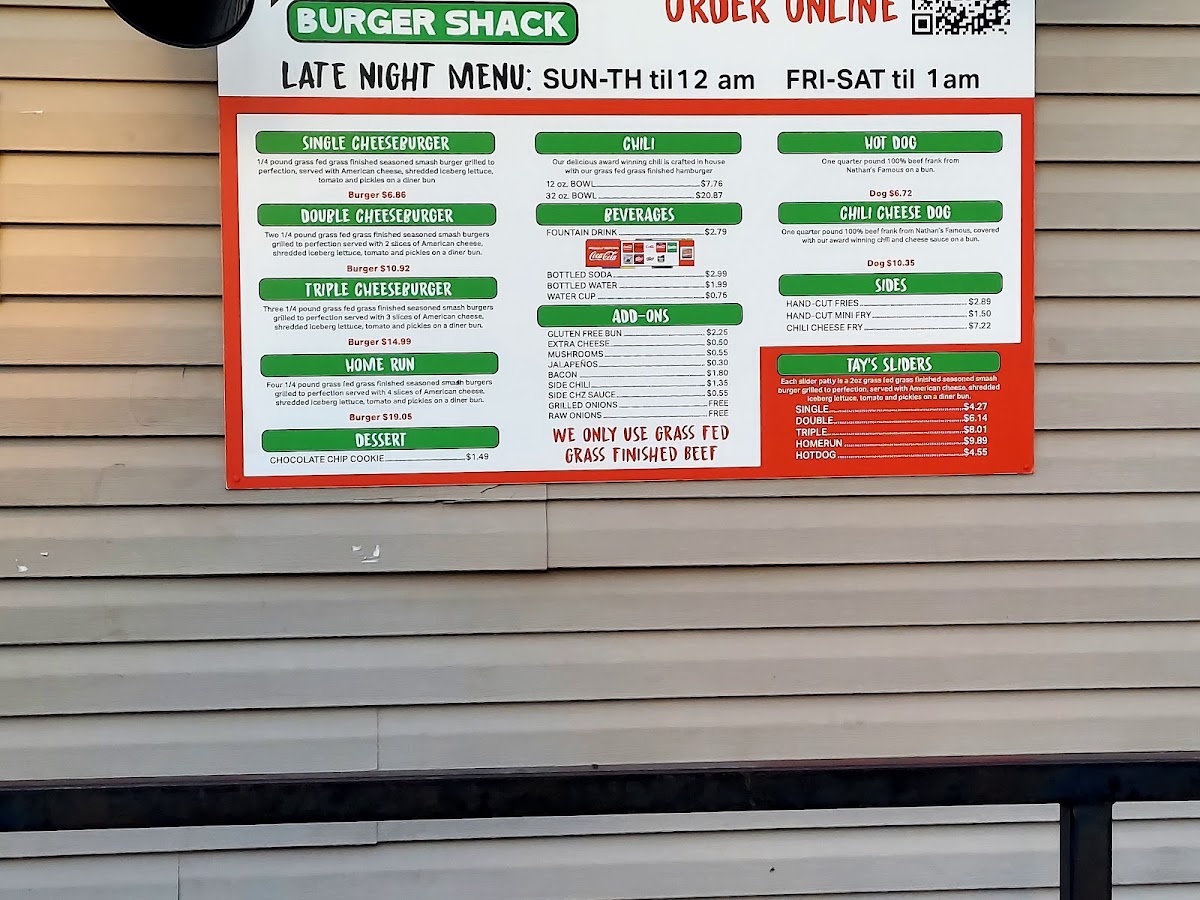 BURGER SHACK
ORDER ONLINE
LATE NIGHT MENU: SUN-TH til 12 am FRI-SAT til 1am
SINGLE CHEESEBURGER
1/4 pound grass fed grass finished seasoned smash burger grilled to
perfection, served with American cheese, shredded iceberg lettuce,
tomato and pickles on a diner bun
Burger $6.86
DOUBLE CHEESEBURGER
Two 1/4 pound grass fed grass finished seasoned smash burgers
grilled to perfection served with 2 slices of American cheese,
shredded iceberg lettuce, tomato and pickles on a diner bun.
Burger $10.92
TRIPLE CHEESEBURGER
Three 1/4 pound grass fed grass finished seasoned smash burgers
grilled to perfection served with 3 slices of American cheese,
shredded iceberg lettuce, tomato and pickles on a diner bun.
Burger $14.99
HOME RUN
Four 1/4 pound grass fed grass finished seasoned smash burgers
grilled to perfection served with 4 slices of American cheese,
shredded iceberg lettuce, tomato and pickles on a diner bun.
Burger $19.05
DESSERT
CHOCOLATE CHIP COOKIE $1.49
CHILI
Our delicious award winning chili is crafted in house
with our grass fed grass finished hamburger
12 oz. BOWL $7.76
32 oz. BOWL $20.87
BEVERAGES
FOUNTAIN DRINK $2.79
Coca-Cola
BOTTLED SODA $2.99
BOTTLED WATER $1.99
WATER CUP $0.75
ADD-ONS
GLUTEN FREE BUN $2.25
EXTRA CHEESE $0.50
MUSHROOMS $0.55
JALAPEÑOS $0.30
BACON $1.80
SIDE CHILI $1.35
SIDE CHZ SAUCE $0.55
GRILLED ONIONS FREE
RAW ONIONS FREE
WE ONLY USE GRASS FED
GRASS FINISHED BEEF
HOT DOG
One quarter pound 100% beef frank from
Nathan's Famous on a bun.
Dog $6.72
CHILI CHEESE DOG
One quarter pound 100% beef frank from Nathan's Famous, covered
with our award winning chili and cheese sauce on a bun.
Dog $10.35
SIDES
HAND-CUT FRIES $2.89
HAND-CUT MINI FRY $1.50
CHILI CHEESE FRY $7.22
TAY'S SLIDERS
Each slider patty is a 2oz grass fed grass finished seasoned smash
burger grilled to perfection, served with American cheese, shredded
iceberg lettuce, tomato and pickles on a diner bun.
SINGLE $4.27
DOUBLE $6.14
TRIPLE $8.01
HOMERUN $9.89
HOTDOG $4.55